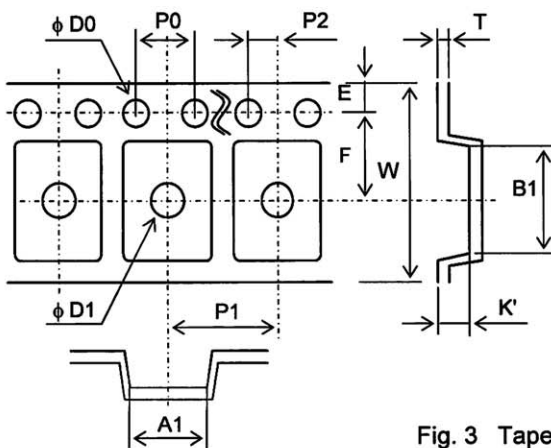 ϕ D0
P0
P2
T
E
F
W
B1
ϕ D1
P1
K'
A1
Fig. 3 Tape